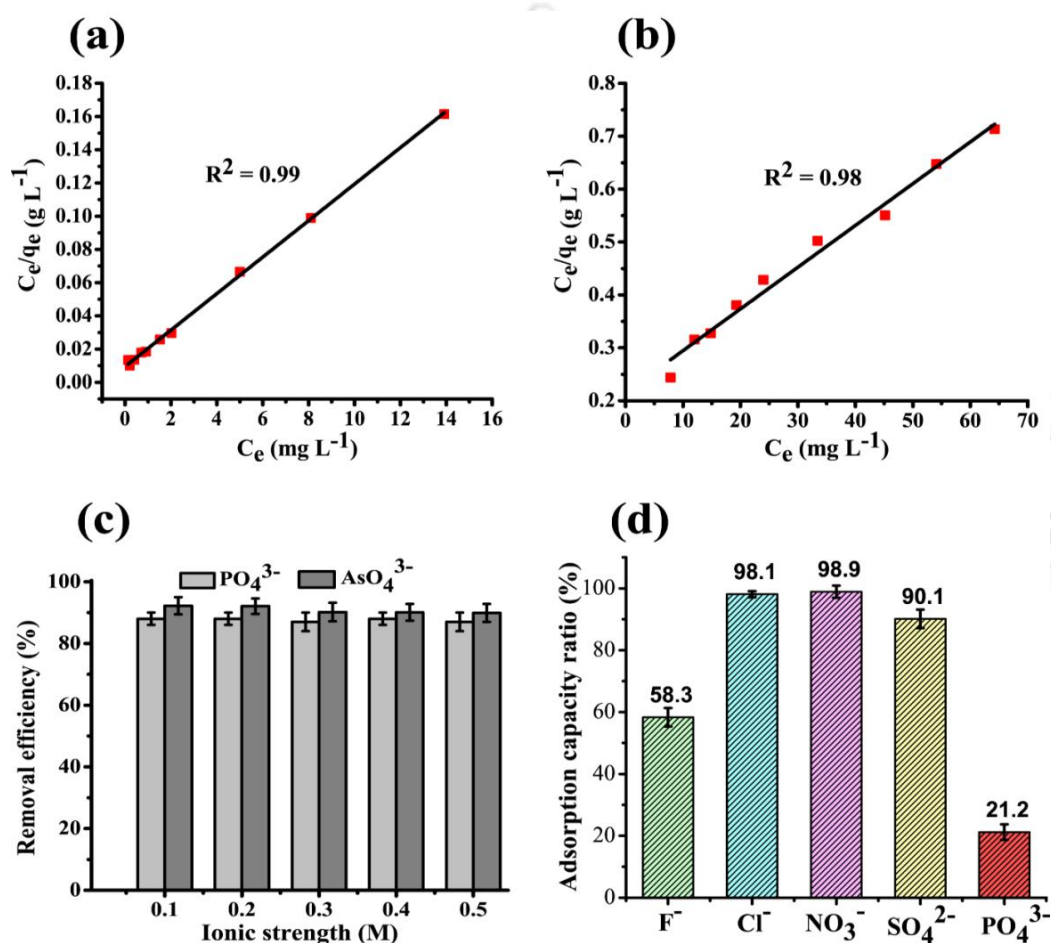 (a)
0.18
0.16
0.14
0.12
0.10
0.08
0.06
0.04
0.02
0.00
Cₑ/qₑ (g L⁻¹)
R² = 0.99
0 2 4 6 8 10 12 14 16
Cₑ (mg L⁻¹)
(b)
0.8
0.7
0.6
0.5
0.4
0.3
0.2
Cₑ/qₑ (g L⁻¹)
R² = 0.98
0 10 20 30 40 50 60 70
Cₑ (mg L⁻¹)
(c)
100
80
60
40
20
0
Removal efficiency (%)
PO₄³⁻ AsO₄³⁻
0.1 0.2 0.3 0.4 0.5
Ionic strength (M)
(d)
100
80
60
40
20
0
Adsorption capacity ratio (%)
58.3 98.1 98.9 90.1 21.2
F⁻ Cl⁻ NO₃⁻ SO₄²⁻ PO₄³⁻